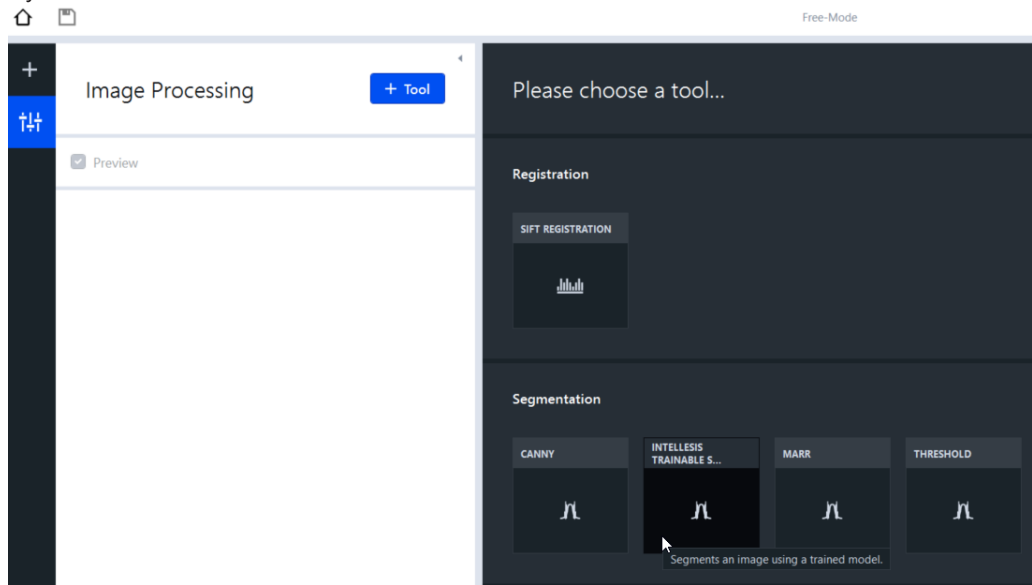 Free-Mode
Image Processing
+ Tool
Please choose a tool...
Preview
Registration
SIFT REGISTRATION
Segmentation
CANNY
INTELLESIS
TRAINABLE S...
MARR
THRESHOLD
Segments an image using a trained model.